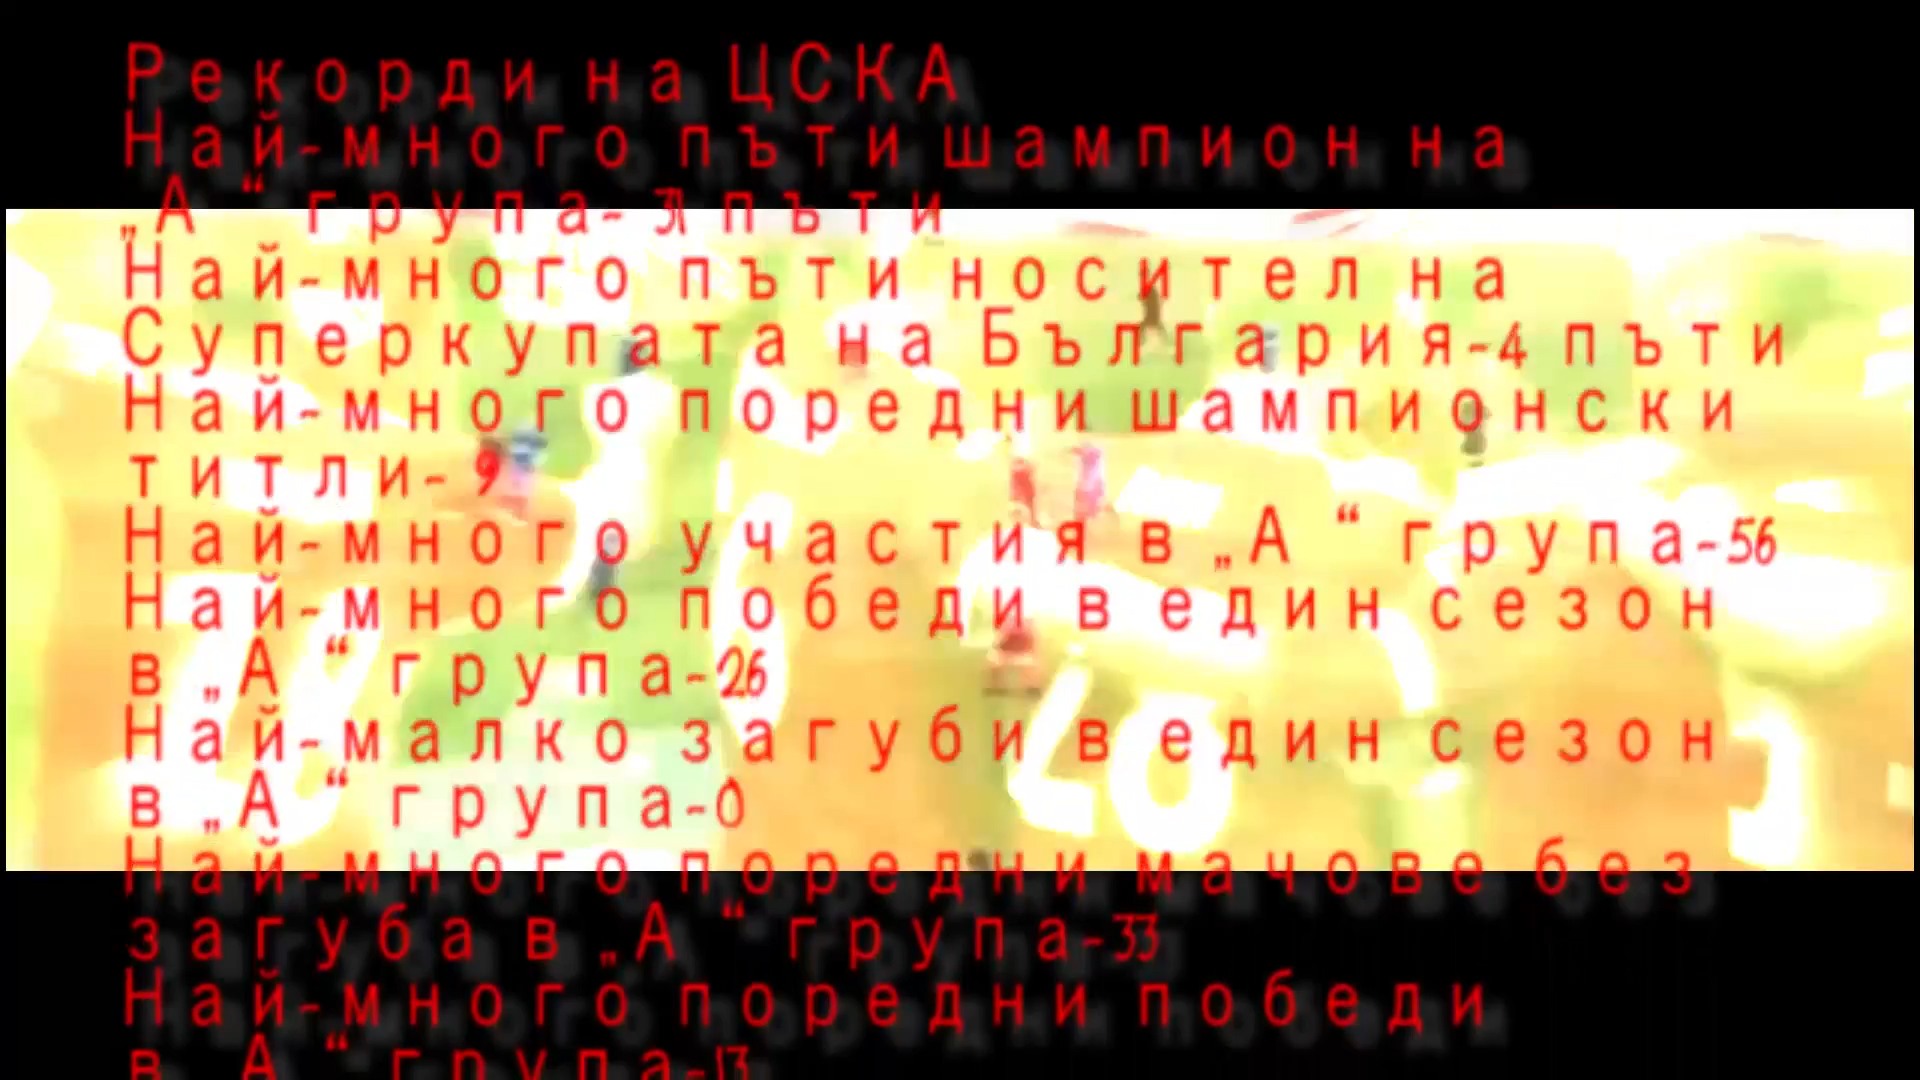 Рекорди на ЦСКА
Най-много пъти шампион на
„А“ група- 31 пъти
Най-много пъти носител на
Суперкупата на България-4 пъти
Най-много поредни шампионски
титли- 9
Най-много участия в „А“ група-56
Най-много победи в един сезон
в „А“ група-26
Най-малко загуби в един сезон
в „А“ група-0
Най-много поредни мачове без
загуба в „А“ група-33
Най-много поредни победи
в „А“ група-13